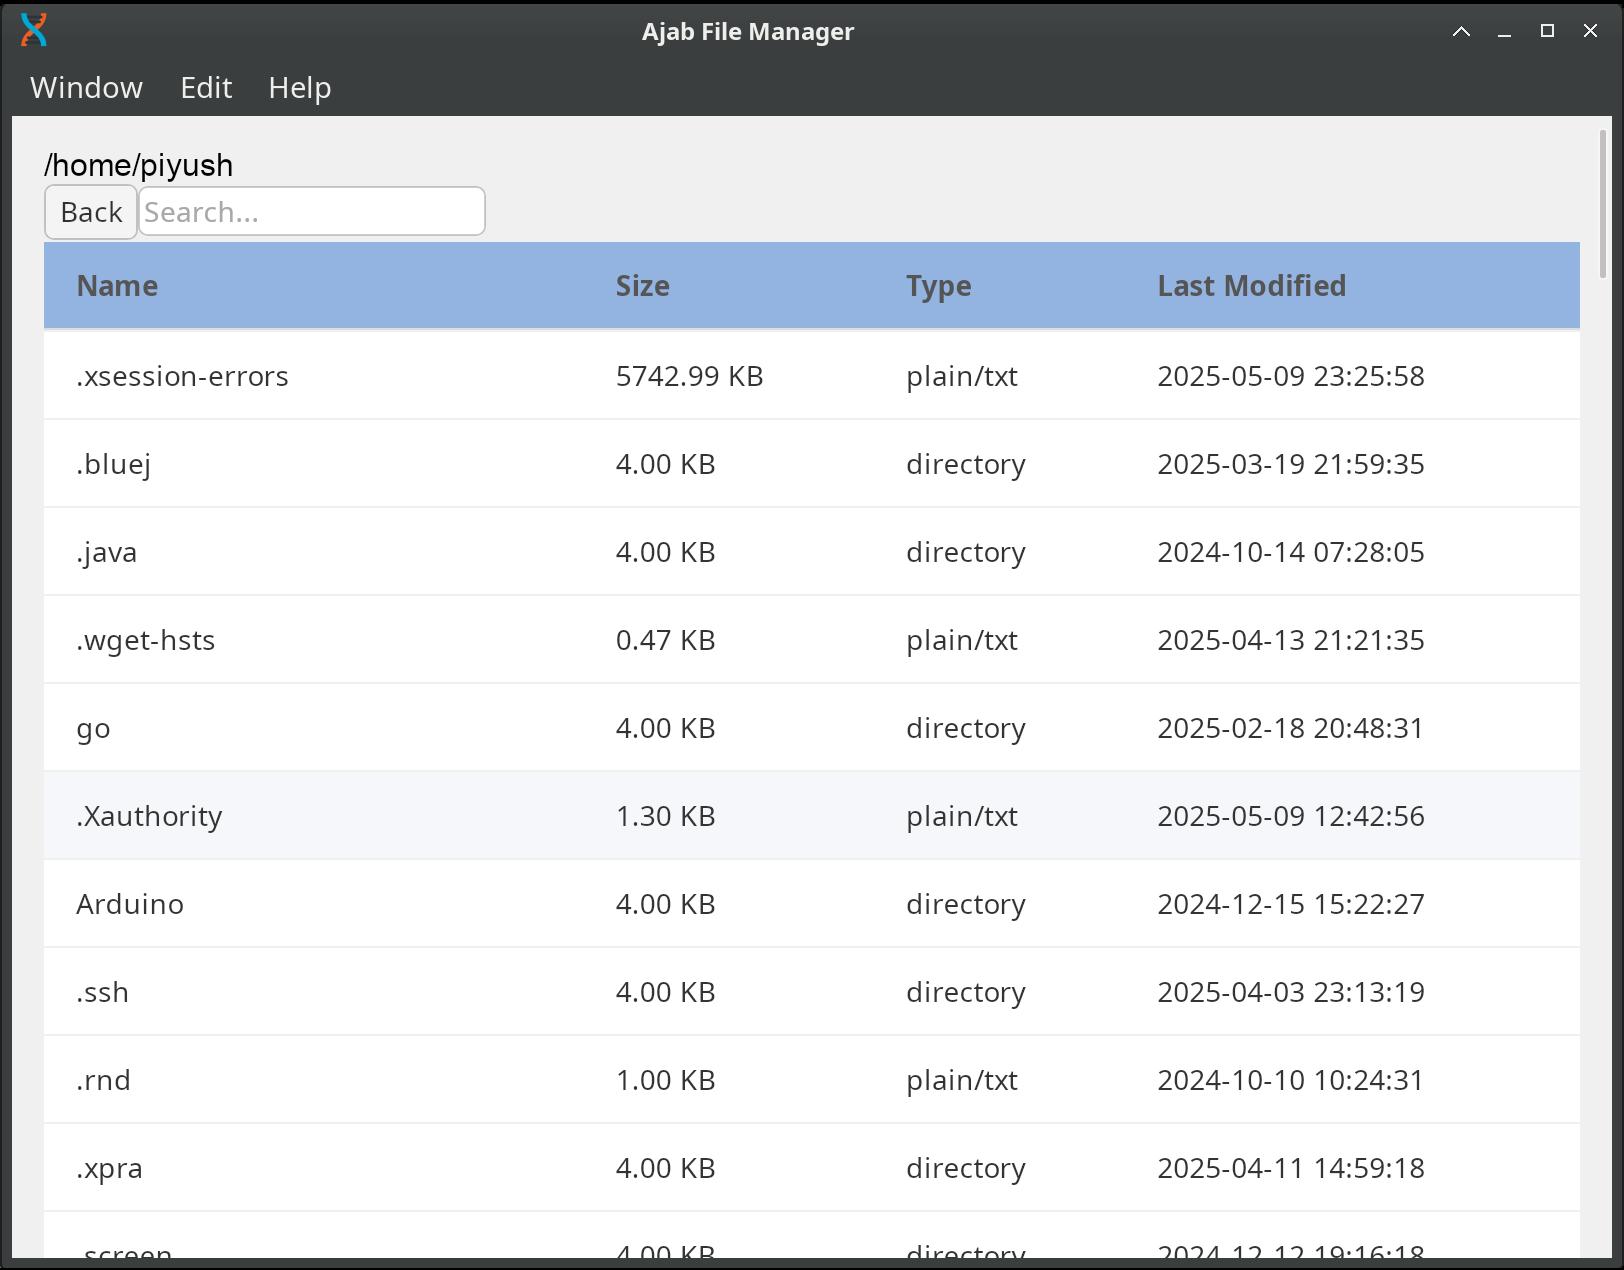 Ajab File Manager
Window Edit Help
/home/piyush
Back Search...
Name Size Type Last Modified
.xsession-errors 5742.99 KB plain/txt 2025-05-09 23:25:58
.bluej 4.00 KB directory 2025-03-19 21:59:35
.java 4.00 KB directory 2024-10-14 07:28:05
.wget-hsts 0.47 KB plain/txt 2025-04-13 21:21:35
go 4.00 KB directory 2025-02-18 20:48:31
.Xauthority 1.30 KB plain/txt 2025-05-09 12:42:56
Arduino 4.00 KB directory 2024-12-15 15:22:27
.ssh 4.00 KB directory 2025-04-03 23:13:19
.rnd 1.00 KB plain/txt 2024-10-10 10:24:31
.xpra 4.00 KB directory 2025-04-11 14:59:18
.screen 4.00 KB directory 2024-12-12 19:16:18